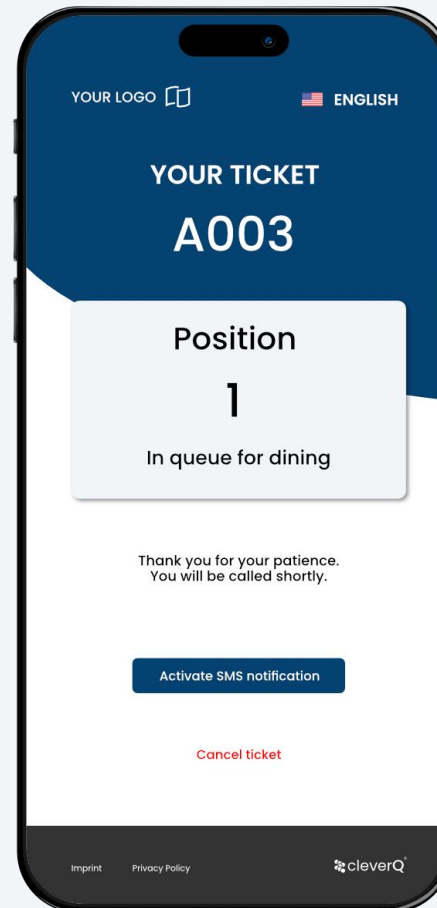 YOUR LOGO
ENGLISH
YOUR TICKET
A003
Position
1
In queue for dining
Thank you for your patience.
You will be called shortly.
Activate SMS notification
Cancel ticket
Imprint
Privacy Policy
cleverQ